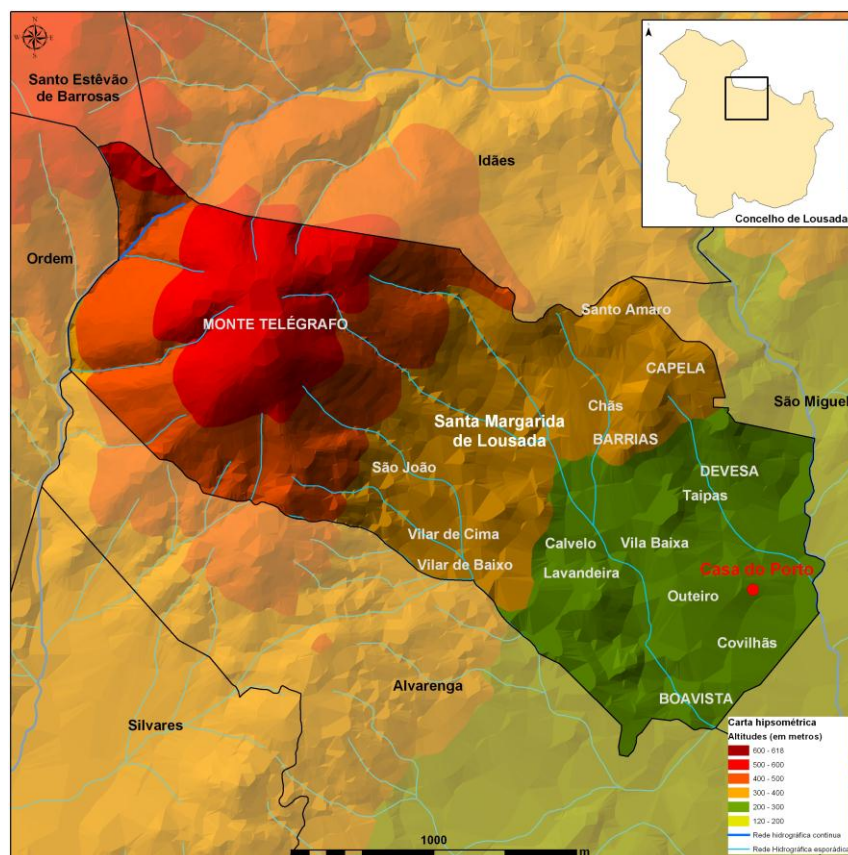 N
W E
S
Santo Estêvão
de Barrosas
Idães
Concelho de Lousada
Ordem
Santo Amaro
MONTE TELÉGRAFO
CAPELA
São Miguel
Chãs
Santa Margarida
de Lousada
BARRIAS
São João
DEVESA
Taipas
Vilar de Cima
Calvelo
Vila Baixa
Vilar de Baixo
Lavandeira
Casa do Porto
Outeiro
Covilhãs
Alvarenga
BOAVISTA
Silvares
Carta hipsométrica
Altitudes (em metros)
600 - 618
500 - 600
400 - 500
300 - 400
200 - 300
120 - 200
Rede hidrográfica contínua
Rede Hidrográfica esporádica
1000
m